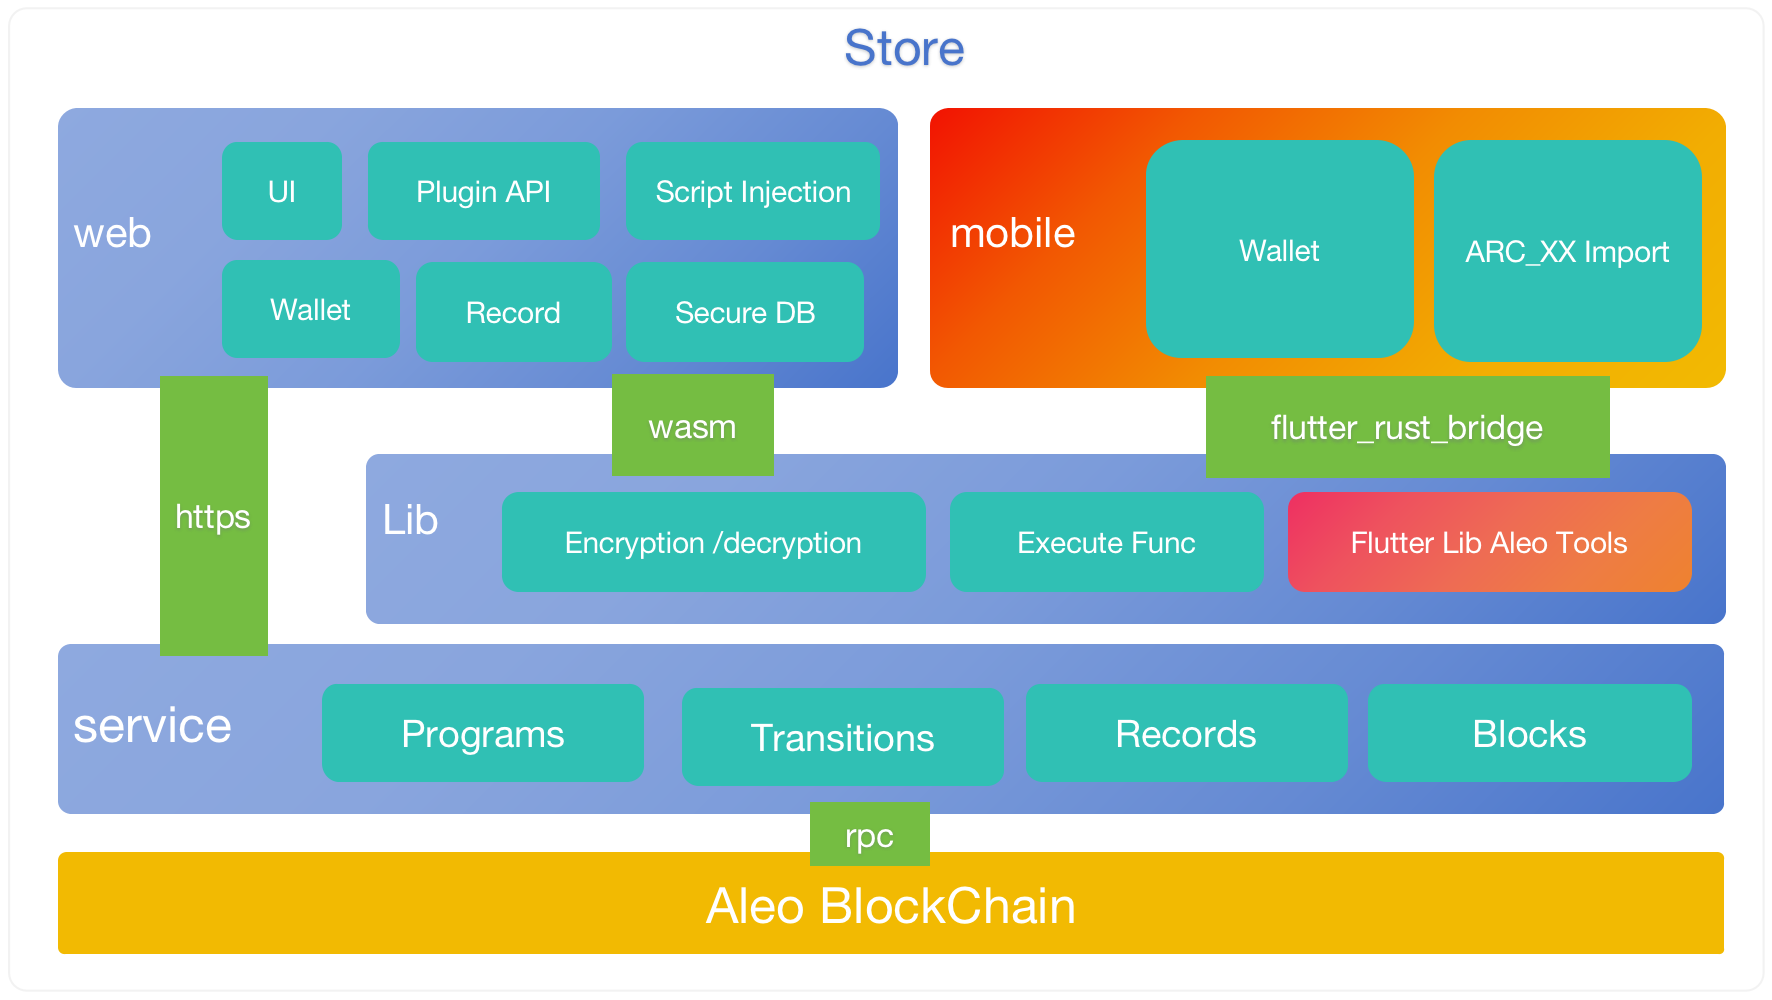 Store
web
UI
Plugin API
Script Injection
Wallet
Record
Secure DB
mobile
Wallet
ARC_XX Import
https
wasm
flutter_rust_bridge
Lib
Encryption /decryption
Execute Func
Flutter Lib Aleo Tools
service
Programs
Transitions
Records
Blocks
rpc
Aleo BlockChain